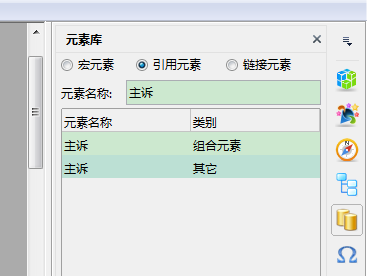 元素库
宏元素 引用元素 链接元素
元素名称: 主诉
元素名称 类别
主诉 组合元素
主诉 其它